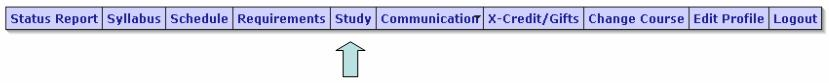 Status Report Syllabus Schedule Requirements Study Communication X-Credit/Gifts Change Course Edit Profile Logout